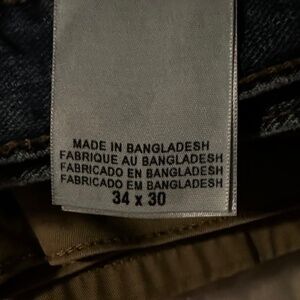 MADE IN BANGLADESH
FABRIQUE AU BANGLADESH
FABRICADO EN BANGLADESH
FABRICADO EM BANGLADESH
34 x 30